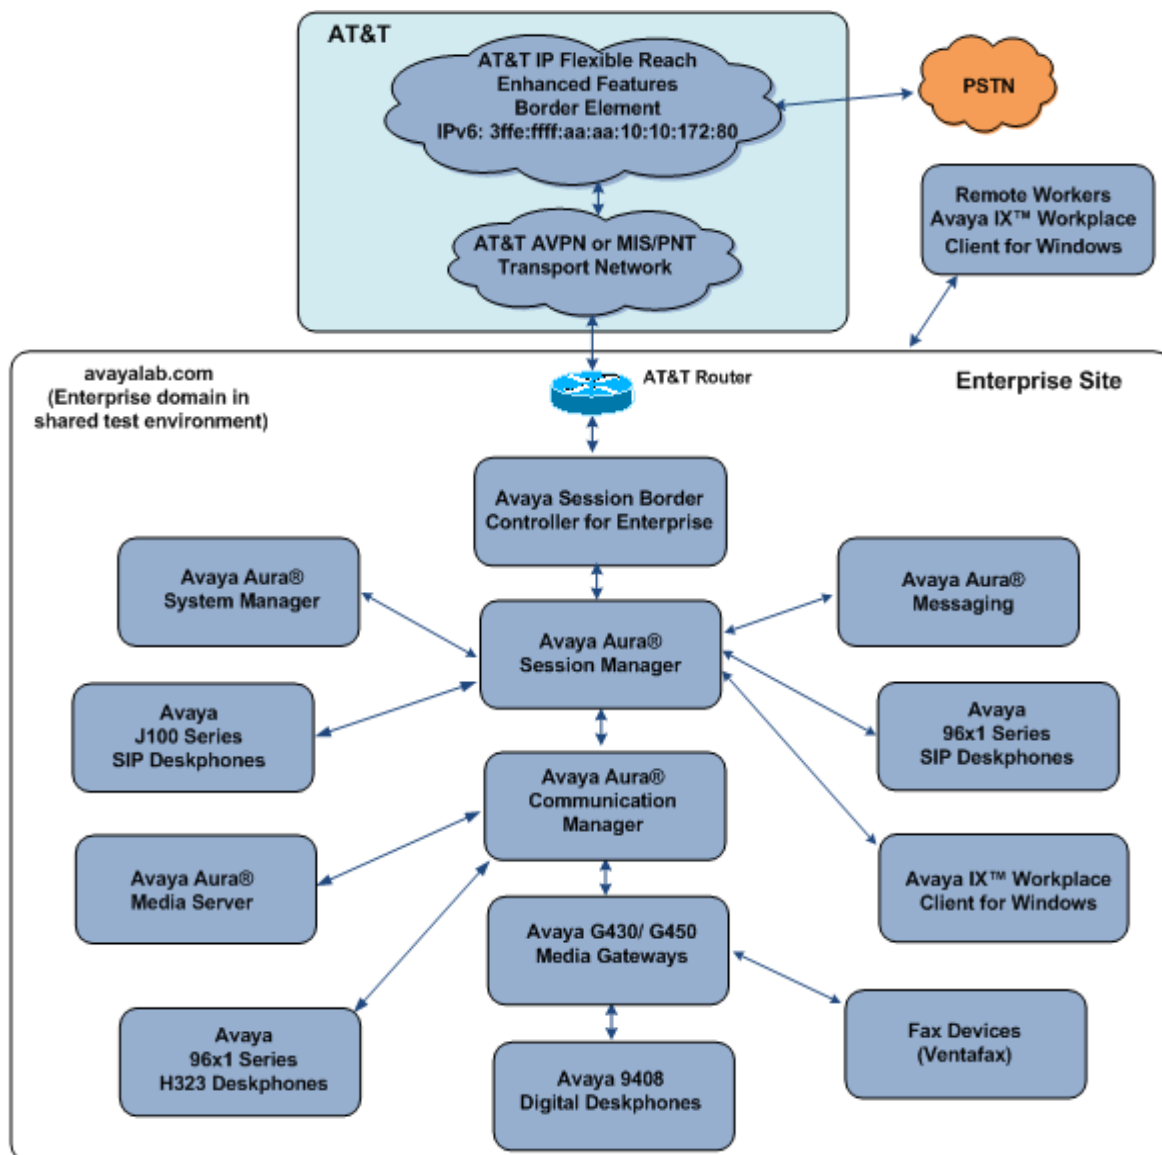 AT&T
AT&T IP Flexible Reach
Enhanced Features
Border Element
IPv6: 3ffe:ffff:aa:aa:10:10:172:80
PSTN
Remote Workers
Avaya IX™ Workplace
Client for Windows
AT&T AVPN or MIS/PNT
Transport Network
avayalab.com
(Enterprise domain in
shared test environment)
AT&T Router
Enterprise Site
Avaya Session Border
Controller for Enterprise
Avaya Aura®
System Manager
Avaya Aura®
Messaging
Avaya Aura®
Session Manager
Avaya
J100 Series
SIP Deskphones
Avaya
96x1 Series
SIP Deskphones
Avaya Aura®
Communication
Manager
Avaya Aura®
Media Server
Avaya IX™ Workplace
Client for Windows
Avaya G430/ G450
Media Gateways
Avaya
96x1 Series
H323 Deskphones
Fax Devices
(Ventafax)
Avaya 9408
Digital Deskphones